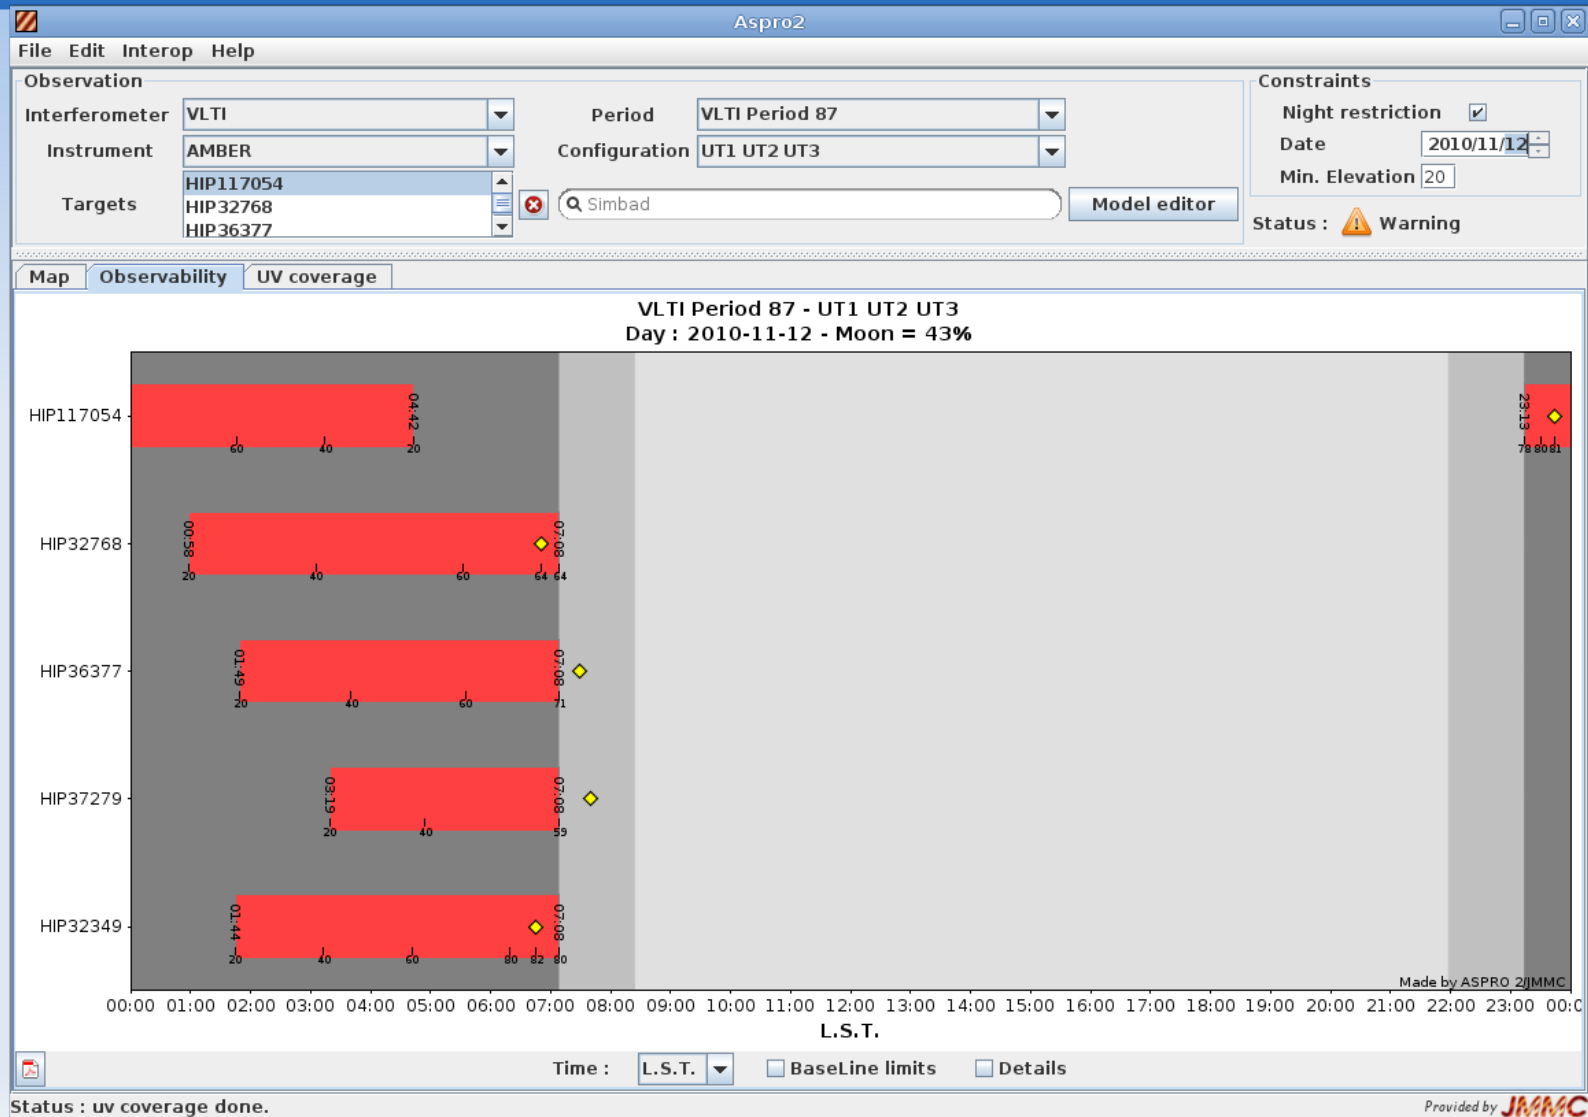 Aspro2
File Edit Interop Help
Observation
Constraints
Interferometer VLTI Period VLTI Period 87
Night restriction
Instrument AMBER Configuration UT1 UT2 UT3
Date 2010/11/12
Min. Elevation 20
Targets HIP117054
HIP32768
HIP36377
Simbad
Model editor
Status : Warning
Map Observability UV coverage
VLTI Period 87 - UT1 UT2 UT3
Day : 2010-11-12 - Moon = 43%
HIP117054 04:42 23:13
60 40 20 78 80 81
HIP32768 00:58 07:08
20 40 60 64 64
HIP36377 01:49 07:08
20 40 60 71
HIP37279 03:19 07:08
20 40 59
HIP32349 01:44 07:08
20 40 60 80 82 80
Made by ASPRO 2/JMMC
00:00 01:00 02:00 03:00 04:00 05:00 06:00 07:00 08:00 09:00 10:00 11:00 12:00 13:00 14:00 15:00 16:00 17:00 18:00 19:00 20:00 21:00 22:00 23:00 00:0
L.S.T.
Time : L.S.T. BaseLine limits Details
Status : uv coverage done.
Provided by JMMC